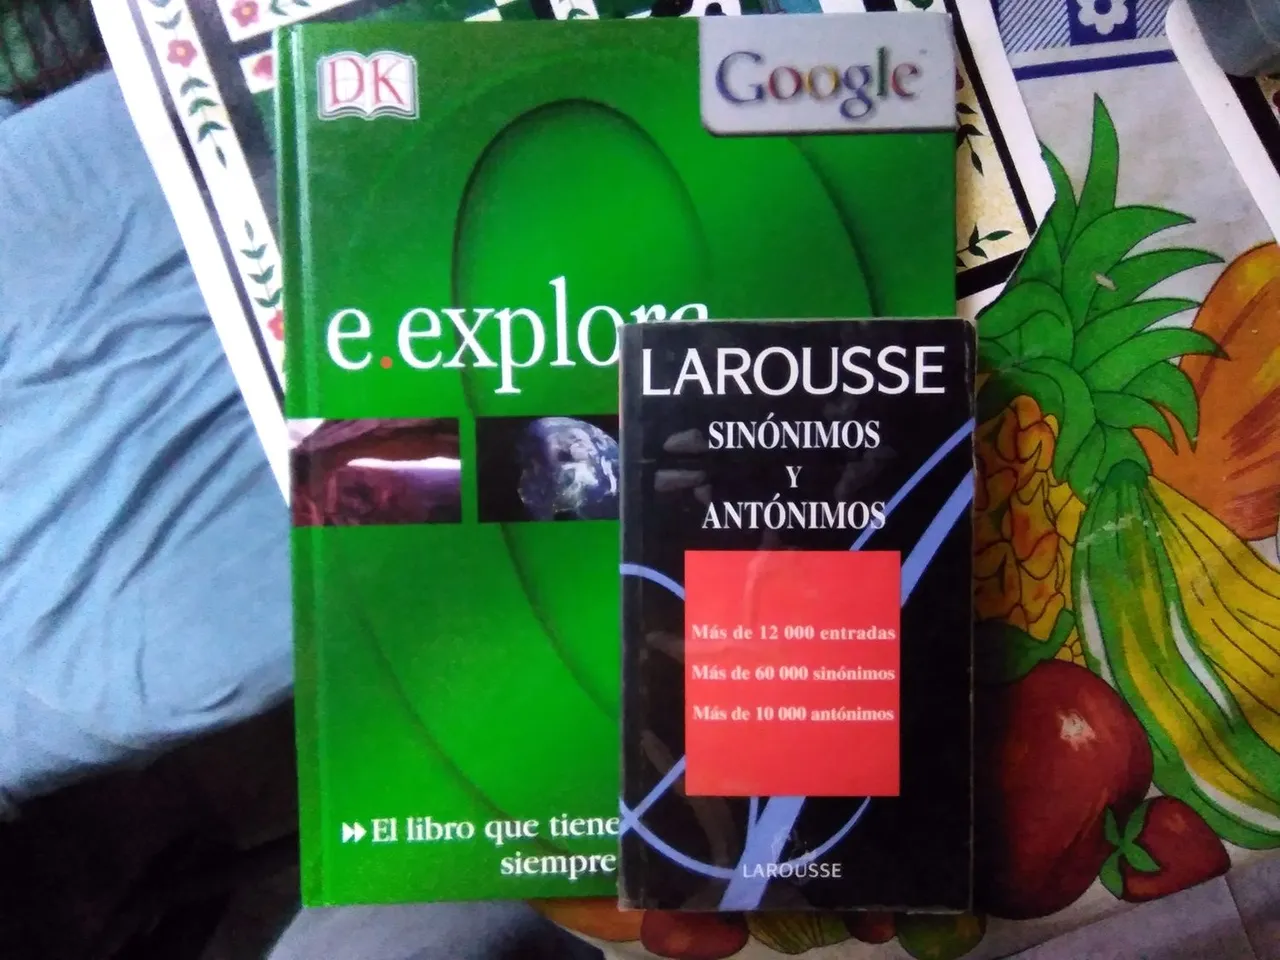 DK
Google
e.explora
LAROUSSE
SINÓNIMOS
Y
ANTÓNIMOS
Más de 12 000 entradas
Más de 60 000 sinónimos
Más de 10 000 antónimos
El libro que tiene
siempre
LAROUSSE